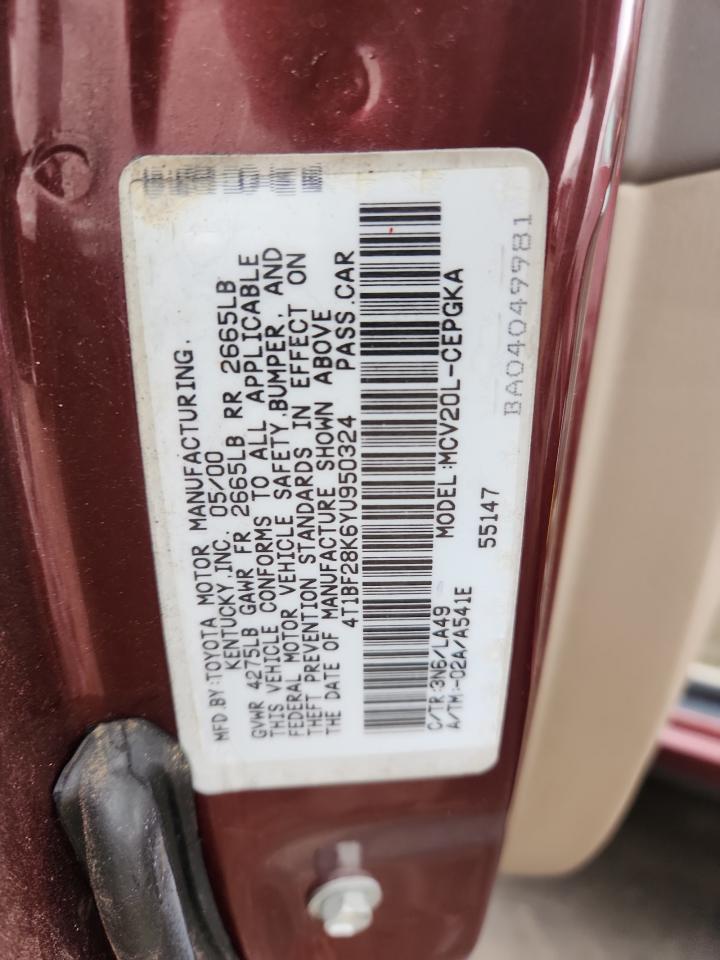 MFD.BY:TOYOTA MOTOR MANUFACTURING,
KENTUCKY,INC. 05/00
GVWR 4275LB GAWR FR 2665LB RR 2665LB
THIS VEHICLE CONFORMS TO ALL APPLICABLE
FEDERAL MOTOR VEHICLE SAFETY,BUMPER, AND
THEFT PREVENTION STANDARDS IN EFFECT ON
THE DATE OF MANUFACTURE SHOWN ABOVE
4T1BF28K6YU950324 PASS.CAR
C/TR:3N6/LA49 MODEL:MCV20L-CEPGKA
A/TM:-02A/A541E
55147
BA04049981